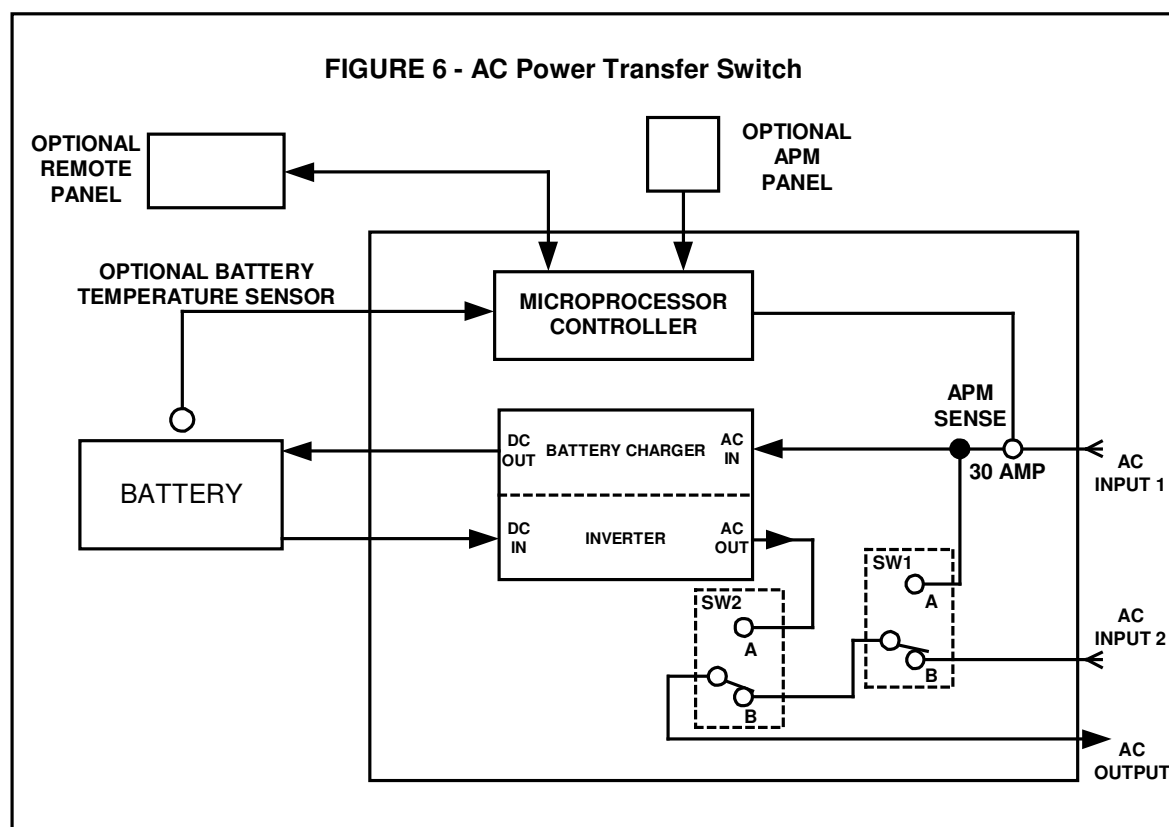 FIGURE 6 - AC Power Transfer Switch
OPTIONAL
REMOTE
PANEL
OPTIONAL
APM
PANEL
OPTIONAL BATTERY
TEMPERATURE SENSOR
MICROPROCESSOR
CONTROLLER
APM
SENSE
30 AMP
AC
INPUT 1
BATTERY
DC
OUT
BATTERY CHARGER
AC
IN
DC
IN
INVERTER
AC
OUT
SW1
A
B
SW2
A
B
AC
INPUT 2
AC
OUTPUT